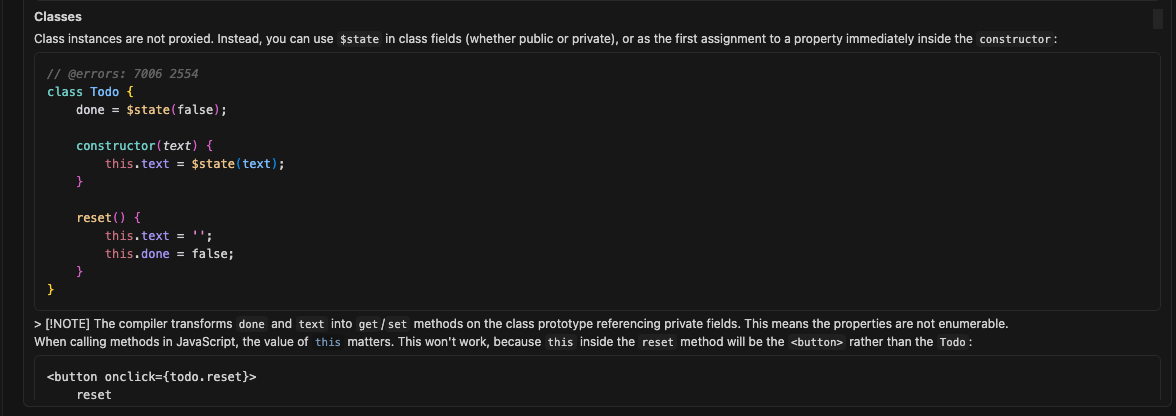 Classes
Class instances are not proxied. Instead, you can use $state in class fields (whether public or private), or as the first assignment to a property immediately inside the constructor:
// @errors: 7006 2554
class Todo {
    done = $state(false);

    constructor(text) {
        this.text = $state(text);
    }

    reset() {
        this.text = '';
        this.done = false;
    }
}
> [!NOTE] The compiler transforms done and text into get/set methods on the class prototype referencing private fields. This means the properties are not enumerable.
When calling methods in JavaScript, the value of this matters. This won't work, because this inside the reset method will be the <button> rather than the Todo:
<button onclick={todo.reset}>
    reset